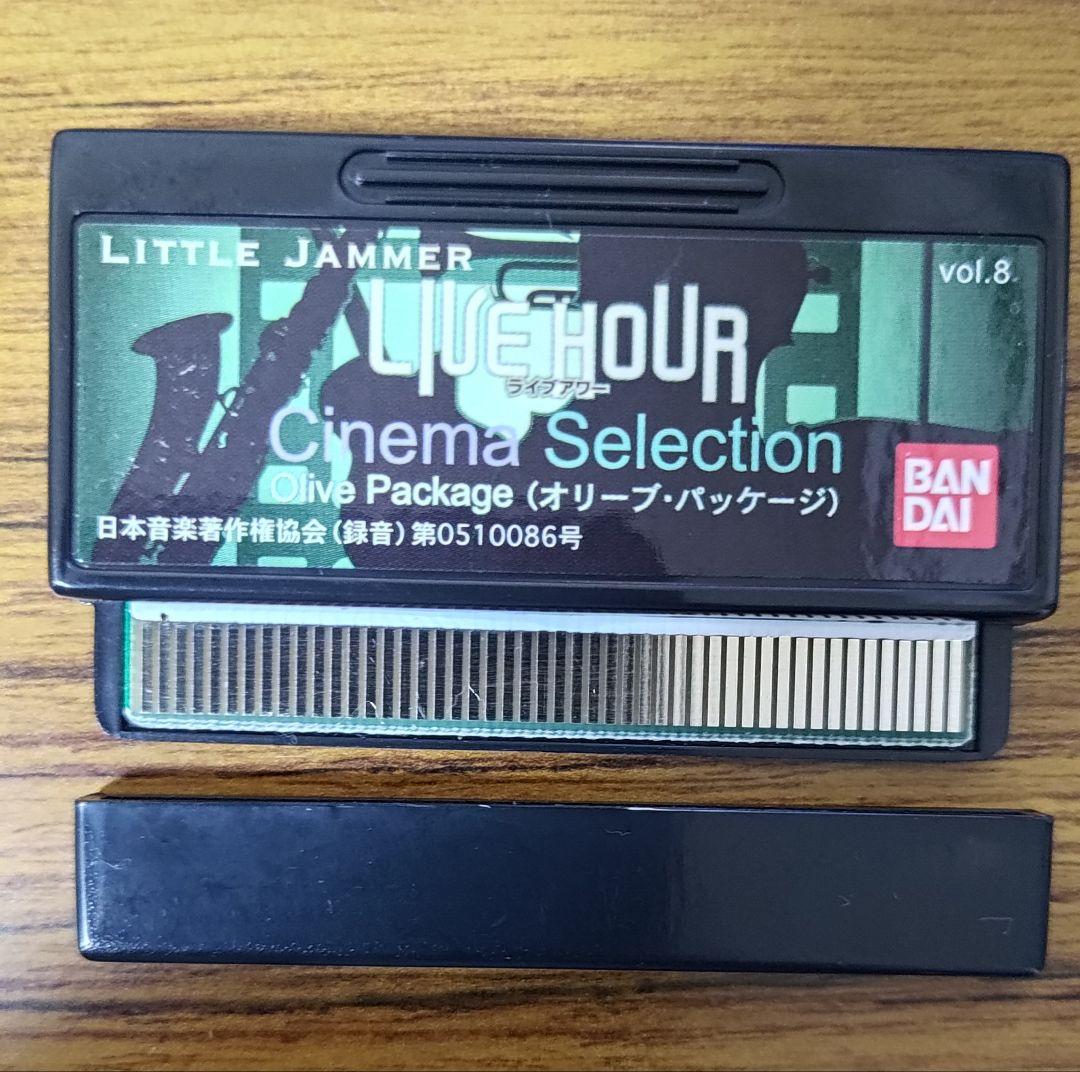 LITTLE JAMMER
vol.8
LIVE HOUR
ライブアワー
Cinema Selection
Olive Package（オリーブ・パッケージ）
日本音楽著作権協会（録音）第0510086号
BAN
DAI